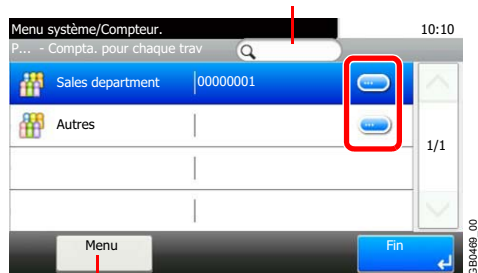 Menu système/Compteur. 10:10
P... - Compta. pour chaque trav
Sales department 00000001
Autres
1/1
Menu Fin
GB0469_00